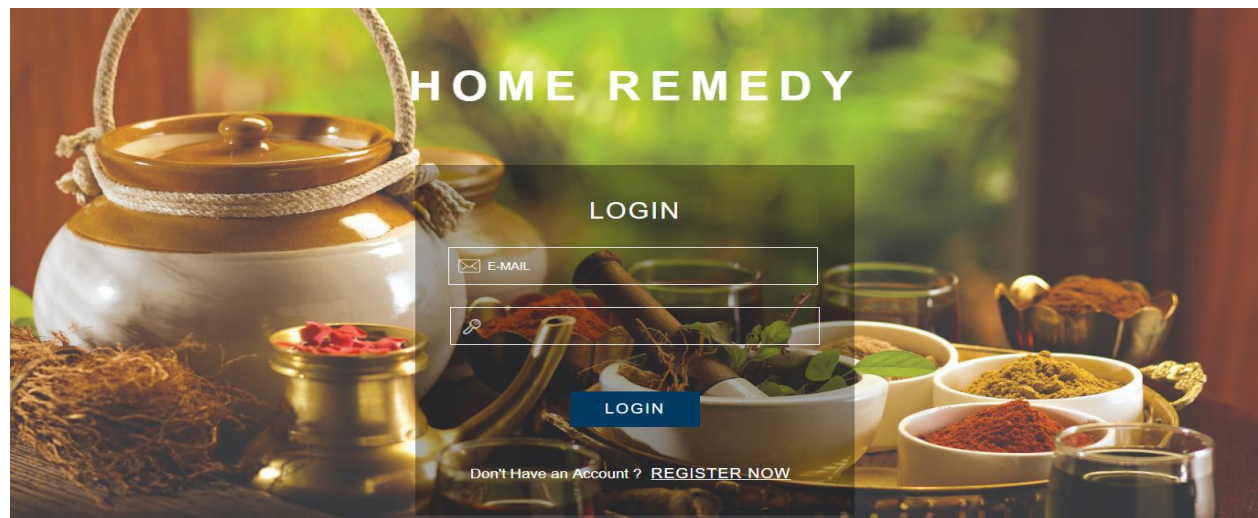 HOME REMEDY
LOGIN
E-MAIL
LOGIN
Don't Have an Account ? REGISTER NOW